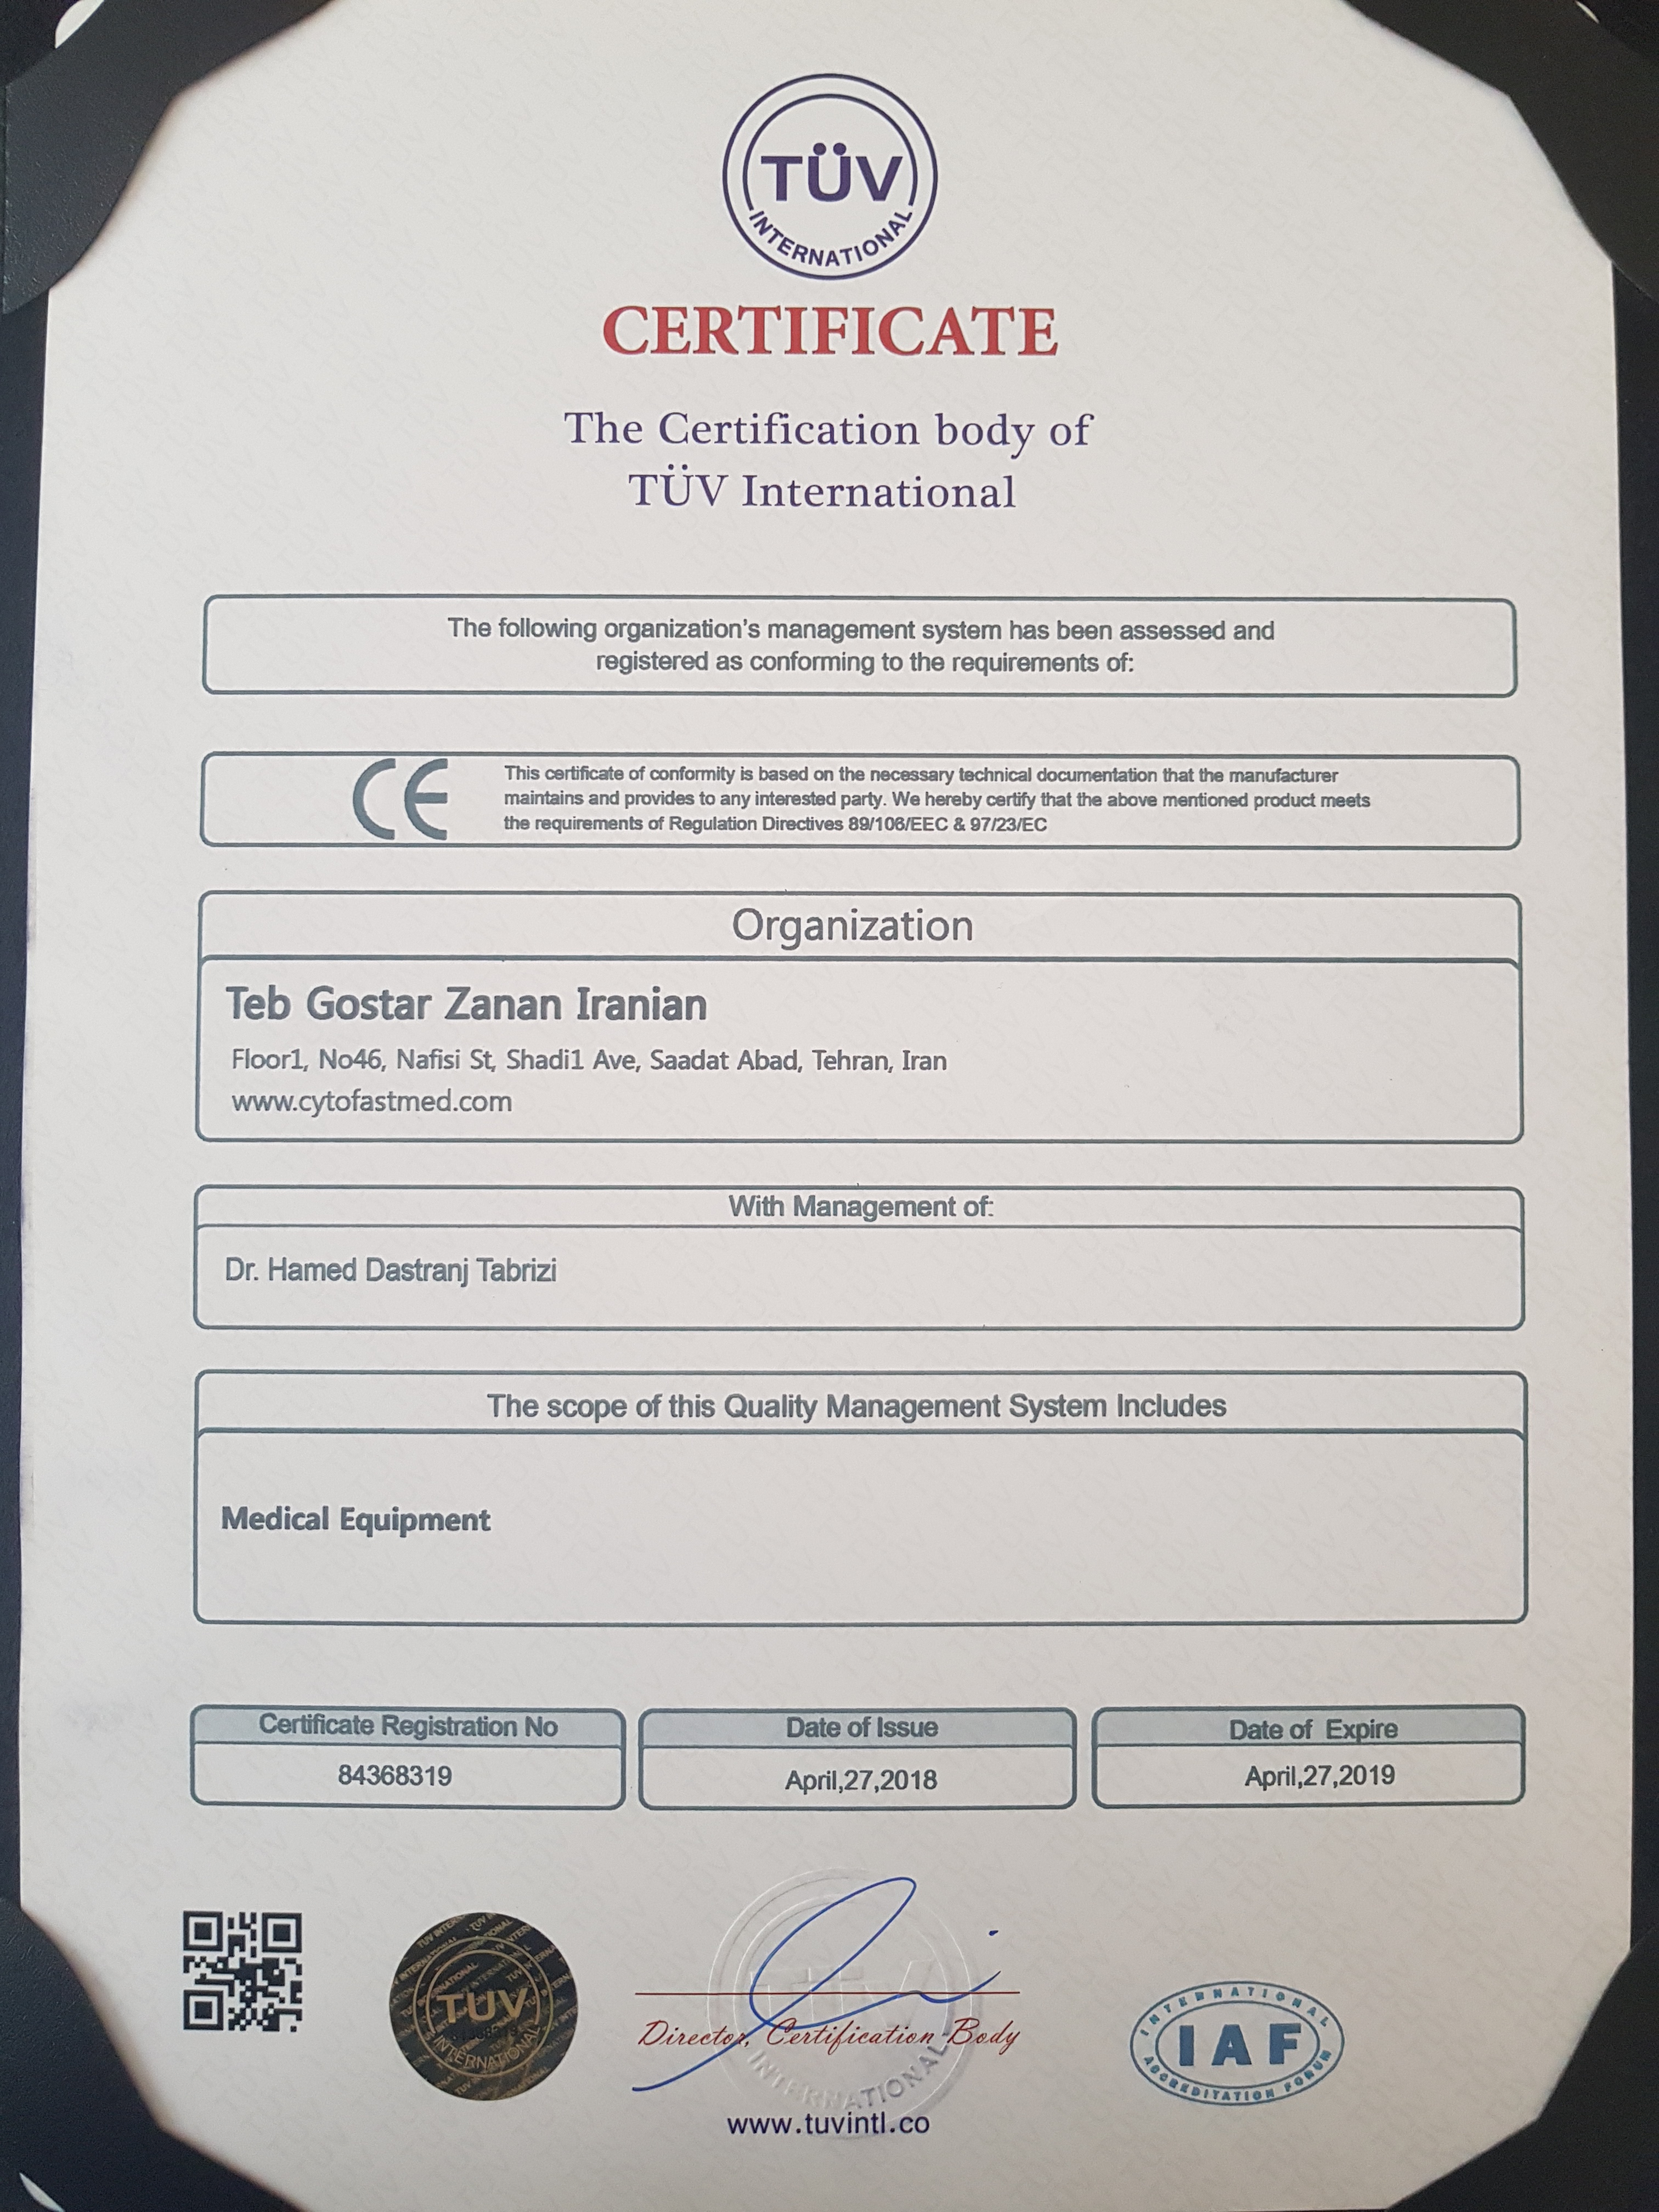 TÜV
INTERNATIONAL
CERTIFICATE
The Certification body of
TÜV International
The following organization's management system has been assessed and
registered as conforming to the requirements of:
CE
This certificate of conformity is based on the necessary technical documentation that the manufacturer
maintains and provides to any interested party. We hereby certify that the above mentioned product meets
the requirements of Regulation Directives 89/106/EEC & 97/23/EC
Organization
Teb Gostar Zanan Iranian
Floor1, No46, Nafisi St, Shadi1 Ave, Saadat Abad, Tehran, Iran
www.cytofastmed.com
With Management of:
Dr. Hamed Dastranj Tabrizi
The scope of this Quality Management System Includes
Medical Equipment
Certificate Registration No
84368319
Date of Issue
April,27,2018
Date of Expire
April,27,2019
TÜV
INTERNATIONAL
Director, Certification Body
INTERNATIONAL
www.tuvintl.co
INTERNATIONAL
IAF
ACCREDITATION FORUM